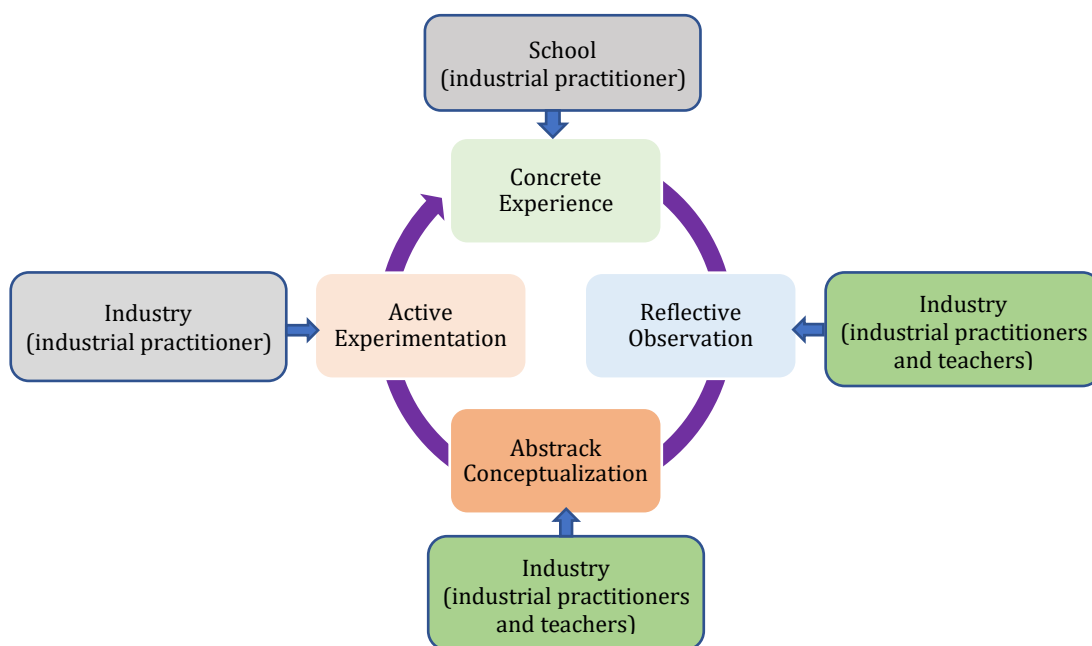 School
(industrial practitioner)
Concrete
Experience
Industry
(industrial practitioner)
Active
Experimentation
Reflective
Observation
Industry
(industrial practitioners
and teachers)
Abstrack
Conceptualization
Industry
(industrial practitioners
and teachers)